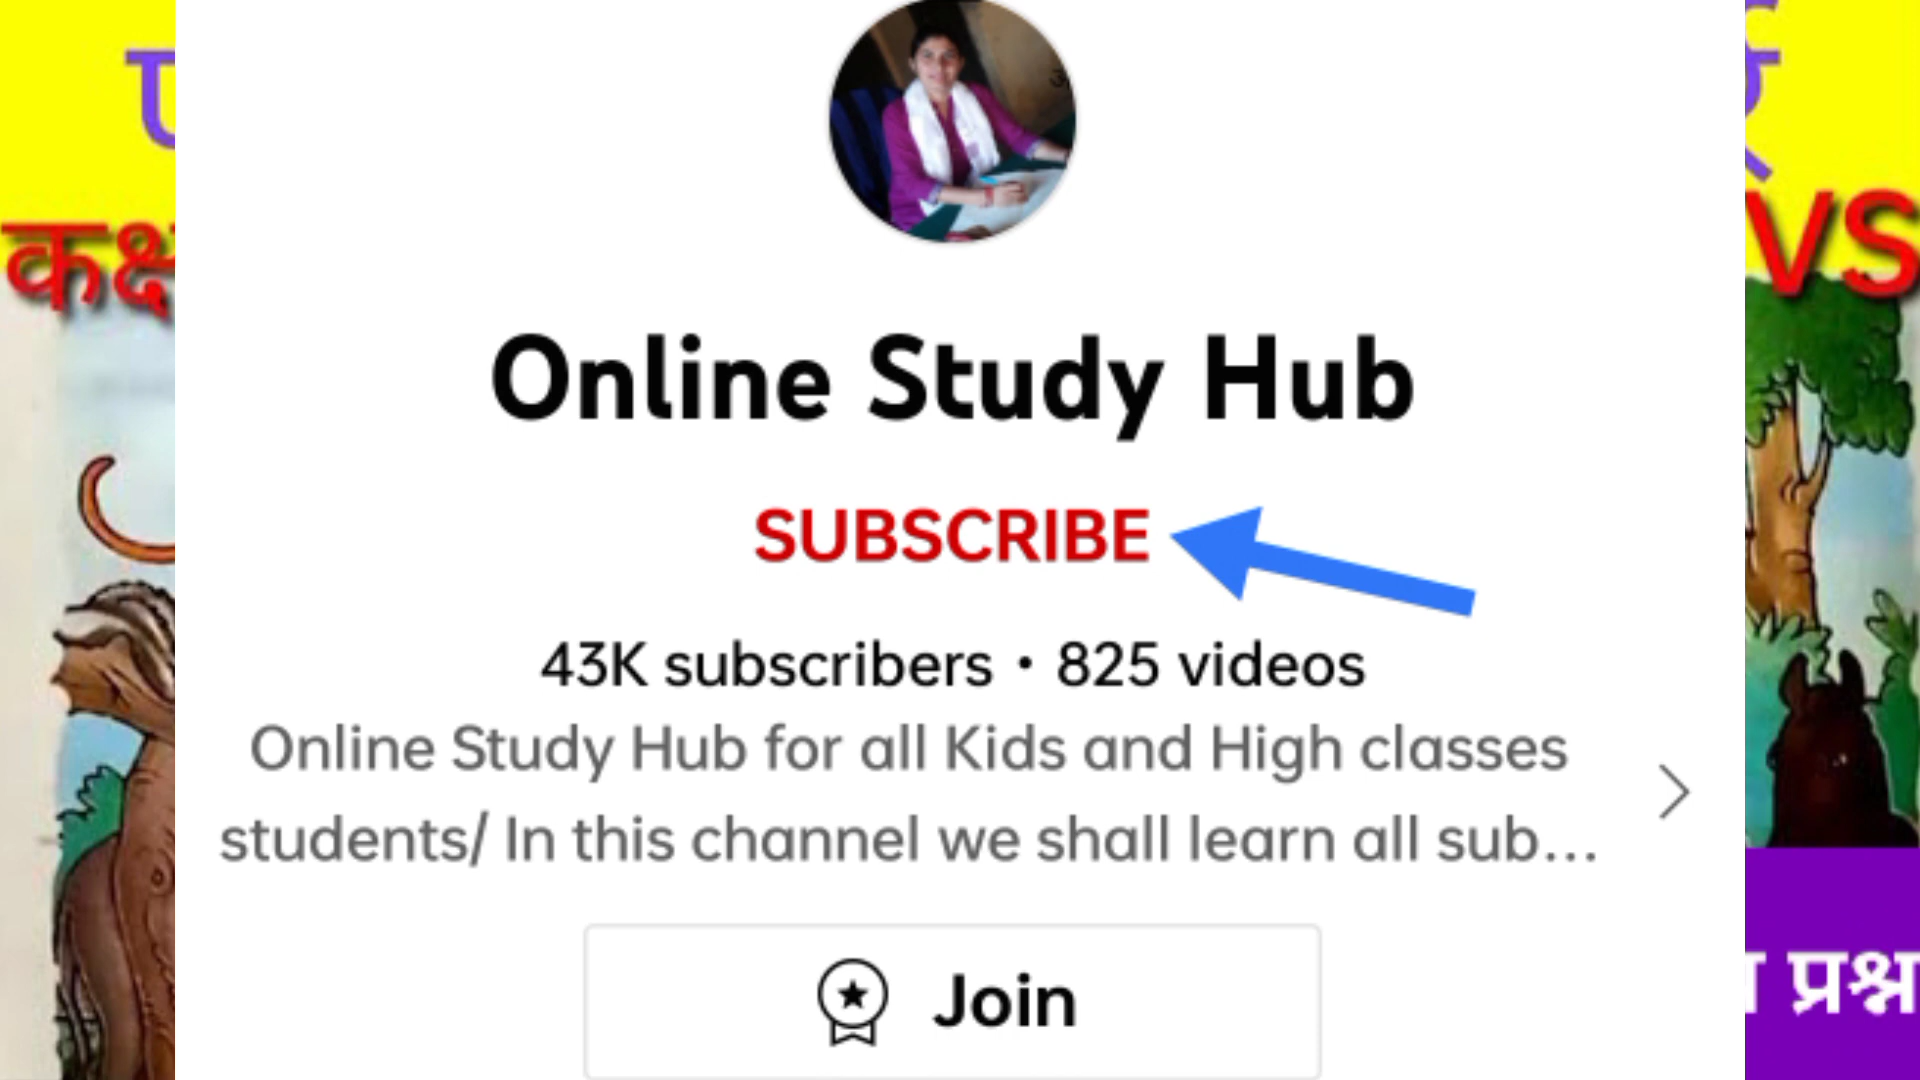 Online Study Hub
SUBSCRIBE
43K subscribers • 825 videos
Online Study Hub for all Kids and High classes
students/ In this channel we shall learn all sub...
Join
VS
प्रश्न